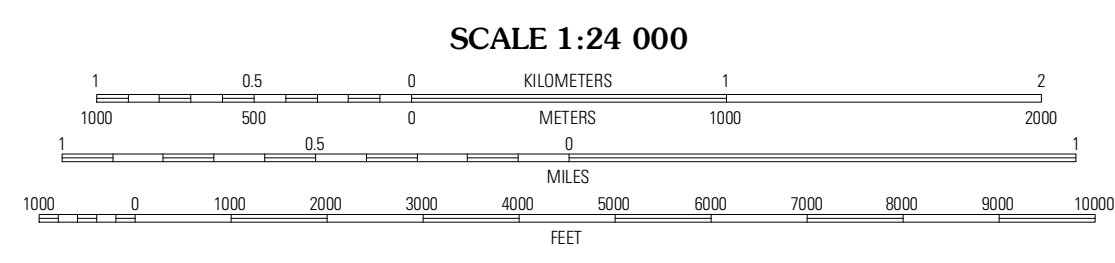 SCALE 1:24 000
1 0.5 0 KILOMETERS 1 2
1000 500 0 METERS 1000 2000
1 0.5 0 1
MILES
1000 0 1000 2000 3000 4000 5000 6000 7000 8000 9000 10000
FEET